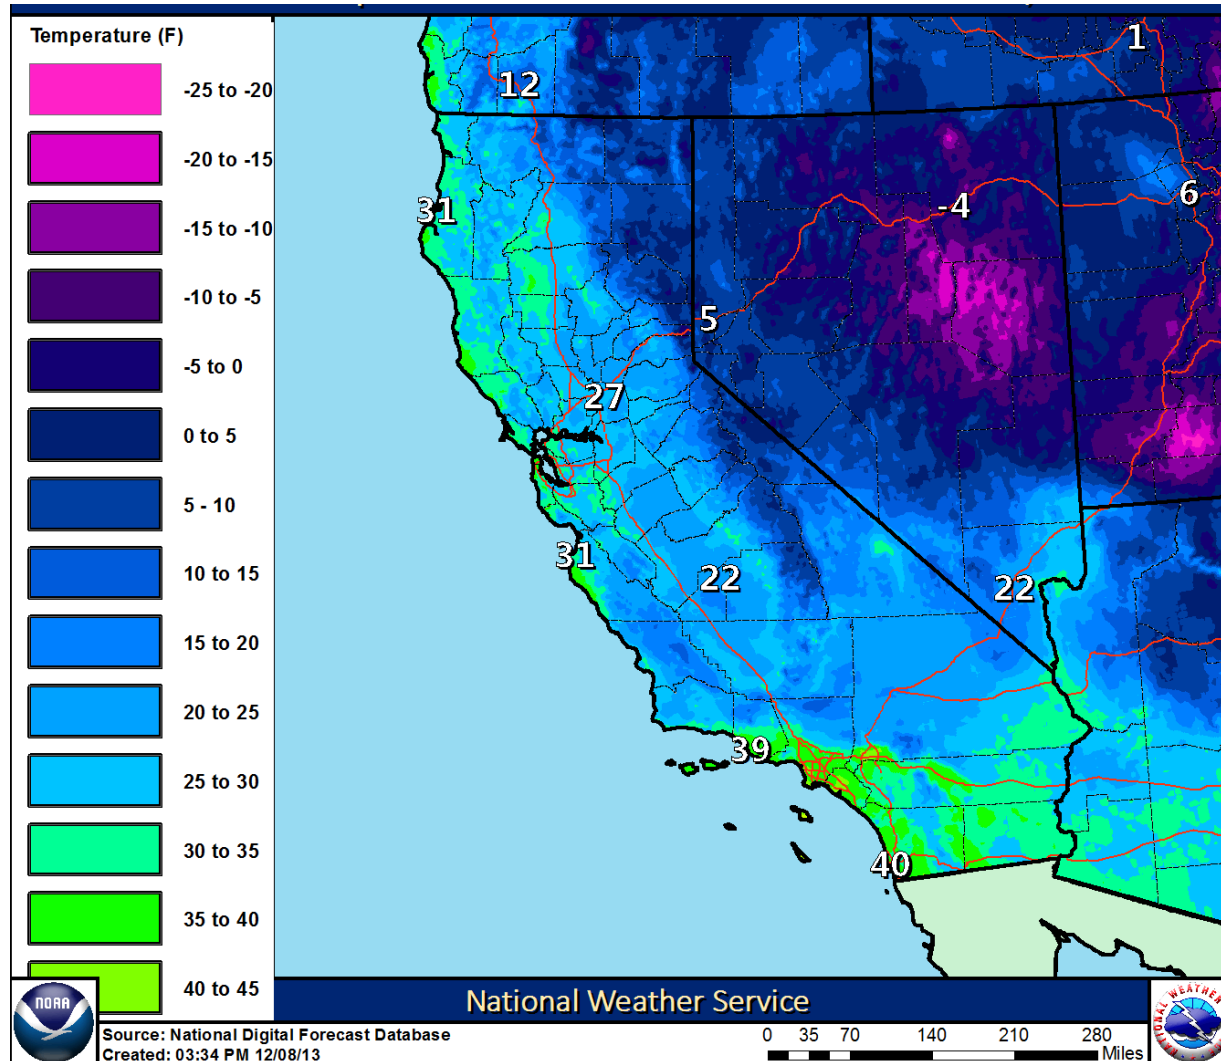 Temperature (F)
-25 to -20
-20 to -15
-15 to -10
-10 to -5
-5 to 0
0 to 5
5 - 10
10 to 15
15 to 20
20 to 25
25 to 30
30 to 35
35 to 40
40 to 45
1
12
6
31
-4
5
27
31
22
22
39
40
National Weather Service
NOAA
Source: National Digital Forecast Database
Created: 03:34 PM 12/08/13
0 35 70 140 210 280
Miles
NATIONAL WEATHER